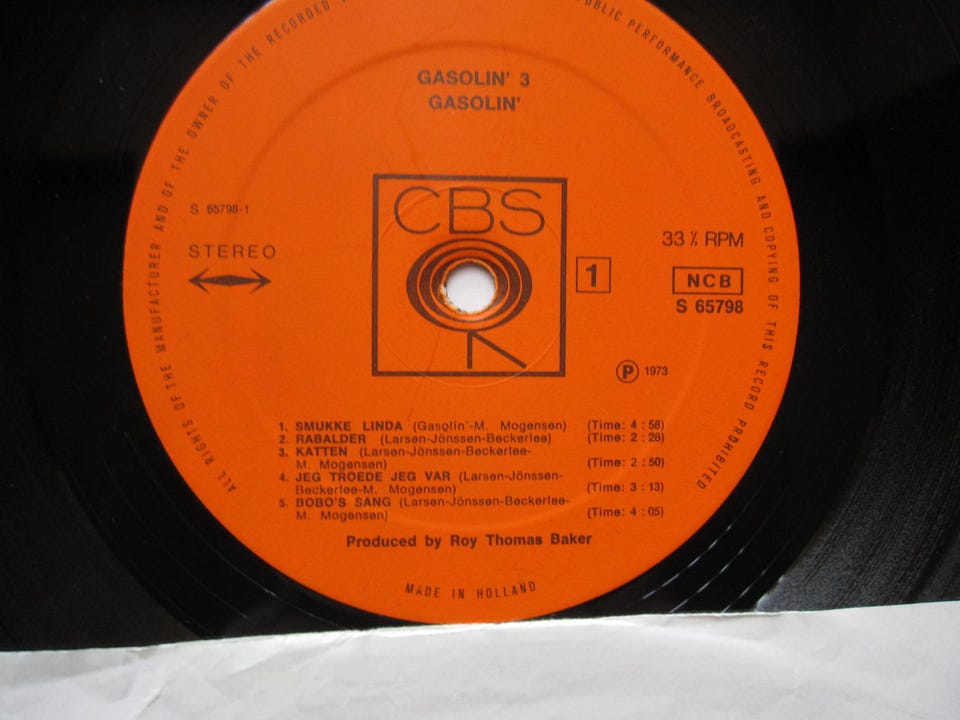 ALL RIGHTS OF THE MANUFACTURER AND OF THE OWNER OF THE RECORDED
PUBLIC PERFORMANCE BROADCASTING AND COPYING OF THIS RECORD PROHIBITED
GASOLIN' 3
GASOLIN'
CBS
S 65798-1
STEREO
1
33 ⅓ RPM
NCB
S 65798
Ⓟ 1973
1. SMUKKE LINDA (Gasolin'-M. Mogensen) (Time: 4 : 58)
2. RABALDER (Larsen-Jönssen-Beckerlee) (Time: 2 : 28)
3. KATTEN (Larsen-Jönssen-Beckerlee-
M. Mogensen) (Time: 2 : 50)
4. JEG TROEDE JEG VAR (Larsen-Jönssen-
Beckerlee-M. Mogensen) (Time: 3 : 13)
5. BOBO'S SANG (Larsen-Jönssen-Beckerlee-
M. Mogensen) (Time: 4 : 05)
Produced by Roy Thomas Baker
MADE IN HOLLAND